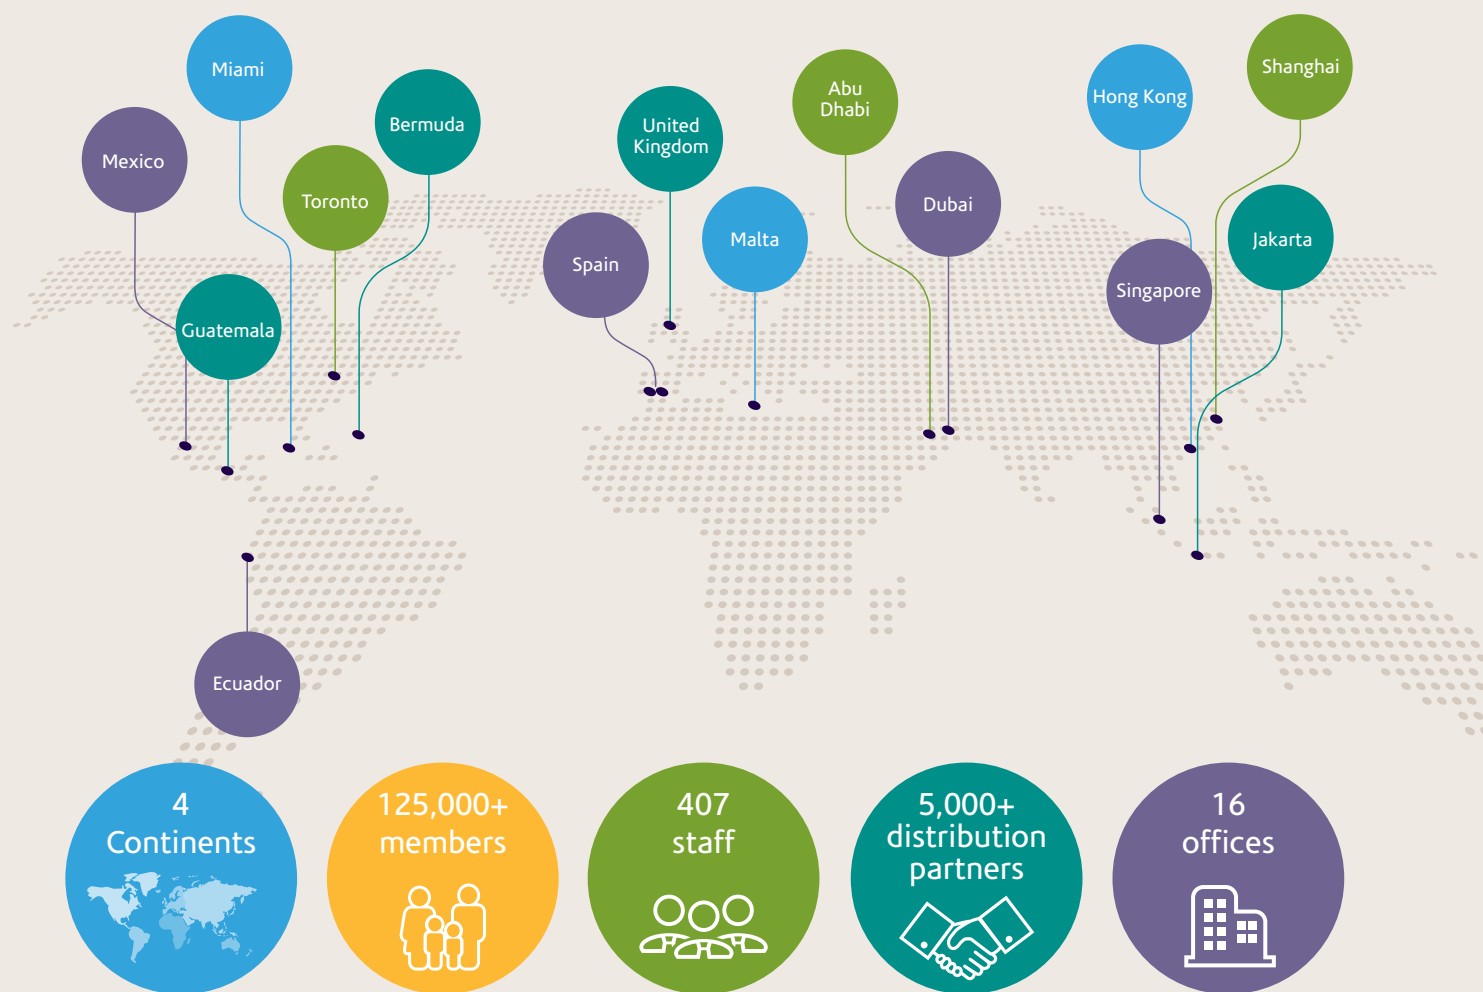 Miami
Shanghai
Abu
Dhabi
Hong Kong
Bermuda
United
Kingdom
Mexico
Toronto
Dubai
Malta
Jakarta
Spain
Singapore
Guatemala
Ecuador
4
Continents
125,000+
members
407
staff
5,000+
distribution
partners
16
offices